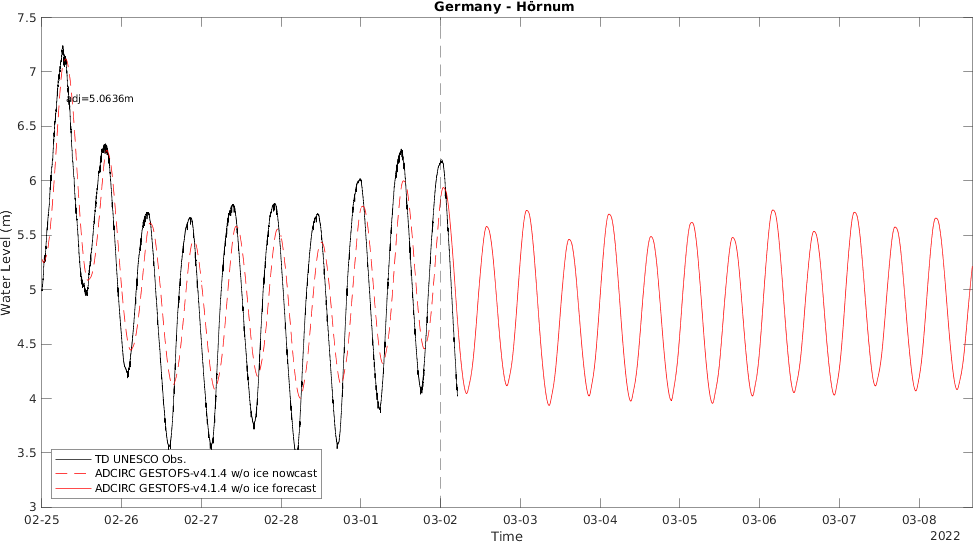 Germany - Hörnum
7.5
7
6.5
6
5.5
5
4.5
4
3.5
3
Water Level (m)
adj=5.0636m
TD UNESCO Obs.
ADCIRC GESTOFS-v4.1.4 w/o ice nowcast
ADCIRC GESTOFS-v4.1.4 w/o ice forecast
02-25 02-26 02-27 02-28 03-01 03-02 03-03 03-04 03-05 03-06 03-07 03-08
Time
2022